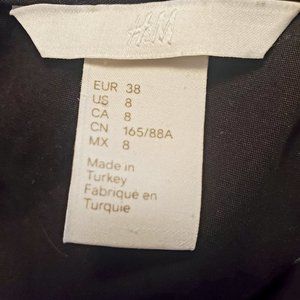 H&M
EUR 38
US 8
CA 8
CN 165/88A
MX 8
Made in
Turkey
Fabriqué en
Turquie